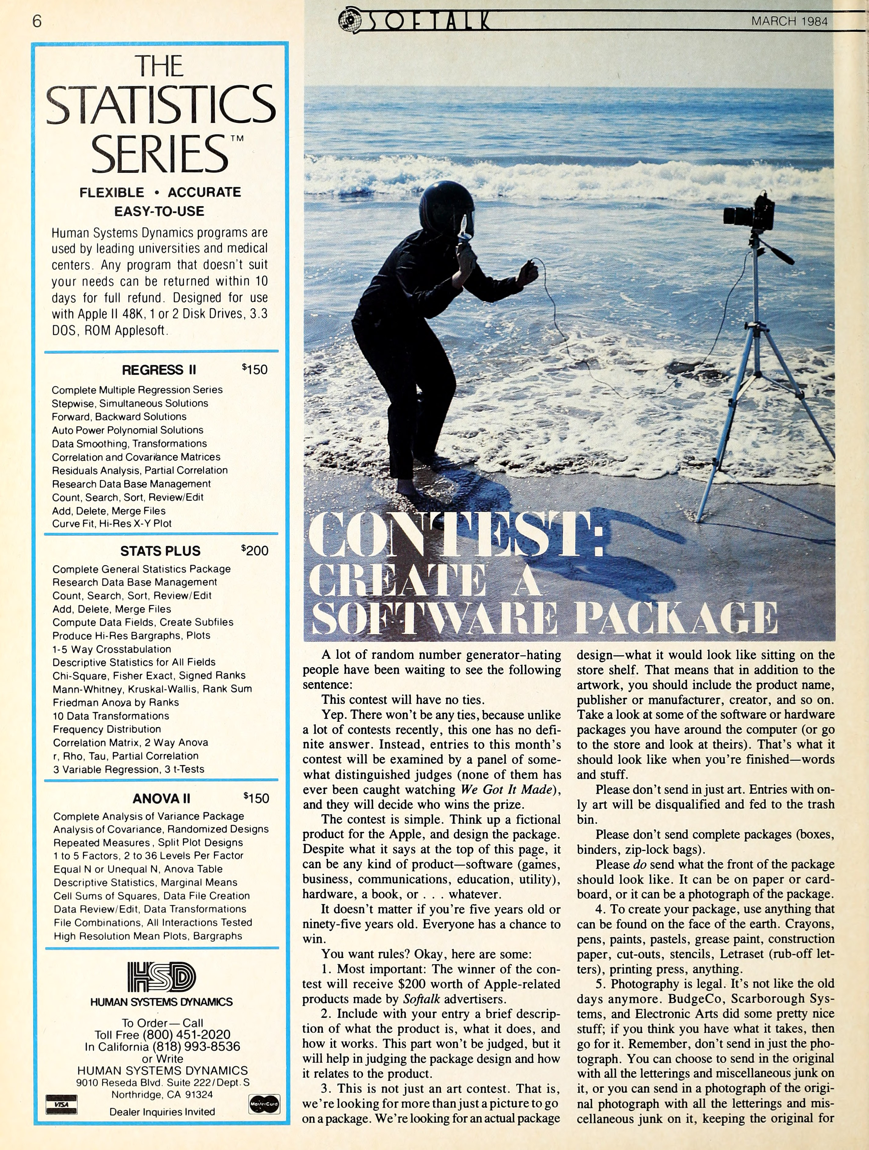 6
SOFTALK
MARCH 1984
THE
STATISTICS
SERIES™
FLEXIBLE • ACCURATE
EASY-TO-USE
Human Systems Dynamics programs are
used by leading universities and medical
centers. Any program that doesn't suit
your needs can be returned within 10
days for full refund. Designed for use
with Apple II 48K, 1 or 2 Disk Drives, 3.3
DOS, ROM Applesoft.
REGRESS II $150
Complete Multiple Regression Series
Stepwise, Simultaneous Solutions
Forward, Backward Solutions
Auto Power Polynomial Solutions
Data Smoothing, Transformations
Correlation and Covariance Matrices
Residuals Analysis, Partial Correlation
Research Data Base Management
Count, Search, Sort, Review/Edit
Add, Delete, Merge Files
Curve Fit, Hi-Res X-Y Plot
STATS PLUS $200
Complete General Statistics Package
Research Data Base Management
Count, Search, Sort, Review/Edit
Add, Delete, Merge Files
Compute Data Fields, Create Subfiles
Produce Hi-Res Bargraphs, Plots
1-5 Way Crosstabulation
Descriptive Statistics for All Fields
Chi-Square, Fisher Exact, Signed Ranks
Mann-Whitney, Kruskal-Wallis, Rank Sum
Friedman Anova by Ranks
10 Data Transformations
Frequency Distribution
Correlation Matrix, 2 Way Anova
r, Rho, Tau, Partial Correlation
3 Variable Regression, 3 t-Tests
ANOVA II $150
Complete Analysis of Variance Package
Analysis of Covariance, Randomized Designs
Repeated Measures, Split Plot Designs
1 to 5 Factors, 2 to 36 Levels Per Factor
Equal N or Unequal N, Anova Table
Descriptive Statistics, Marginal Means
Cell Sums of Squares, Data File Creation
Data Review/Edit, Data Transformations
File Combinations, All Interactions Tested
High Resolution Mean Plots, Bargraphs
HSD
HUMAN SYSTEMS DYNAMICS
To Order—Call
Toll Free (800) 451-2020
In California (818) 993-8536
or Write
HUMAN SYSTEMS DYNAMICS
9010 Reseda Blvd. Suite 222/Dept. S
Northridge, CA 91324
Dealer Inquiries Invited
VISA
MasterCard
CONTEST:
CREATE A
SOFTWARE PACKAGE
A lot of random number generator–hating
people have been waiting to see the following
sentence:
This contest will have no ties.
Yep. There won't be any ties, because unlike
a lot of contests recently, this one has no defi-
nite answer. Instead, entries to this month's
contest will be examined by a panel of some-
what distinguished judges (none of them has
ever been caught watching We Got It Made),
and they will decide who wins the prize.
The contest is simple. Think up a fictional
product for the Apple, and design the package.
Despite what it says at the top of this page, it
can be any kind of product—software (games,
business, communications, education, utility),
hardware, a book, or . . . whatever.
It doesn't matter if you're five years old or
ninety-five years old. Everyone has a chance to
win.
You want rules? Okay, here are some:
1. Most important: The winner of the con-
test will receive $200 worth of Apple-related
products made by Softalk advertisers.
2. Include with your entry a brief descrip-
tion of what the product is, what it does, and
how it works. This part won't be judged, but it
will help in judging the package design and how
it relates to the product.
3. This is not just an art contest. That is,
we're looking for more than just a picture to go
on a package. We're looking for an actual package
design—what it would look like sitting on the
store shelf. That means that in addition to the
artwork, you should include the product name,
publisher or manufacturer, creator, and so on.
Take a look at some of the software or hardware
packages you have around the computer (or go
to the store and look at theirs). That's what it
should look like when you're finished—words
and stuff.
Please don't send in just art. Entries with on-
ly art will be disqualified and fed to the trash
bin.
Please don't send complete packages (boxes,
binders, zip-lock bags).
Please do send what the front of the package
should look like. It can be on paper or card-
board, or it can be a photograph of the package.
4. To create your package, use anything that
can be found on the face of the earth. Crayons,
pens, paints, pastels, grease paint, construction
paper, cut-outs, stencils, Letraset (rub-off let-
ters), printing press, anything.
5. Photography is legal. It's not like the old
days anymore. BudgeCo, Scarborough Sys-
tems, and Electronic Arts did some pretty nice
stuff; if you think you have what it takes, then
go for it. Remember, don't send in just the pho-
tograph. You can choose to send in the original
with all the letterings and miscellaneous junk on
it, or you can send in a photograph of the origi-
nal photograph with all the letterings and mis-
cellaneous junk on it, keeping the original for